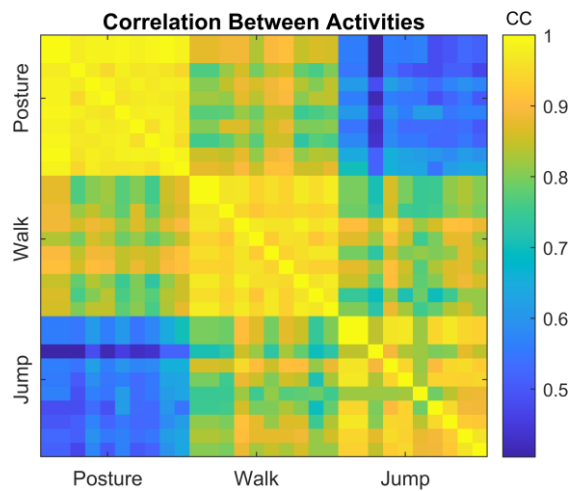 Correlation Between Activities
CC
Posture
Walk
Jump
Posture Walk Jump
1
0.9
0.8
0.7
0.6
0.5